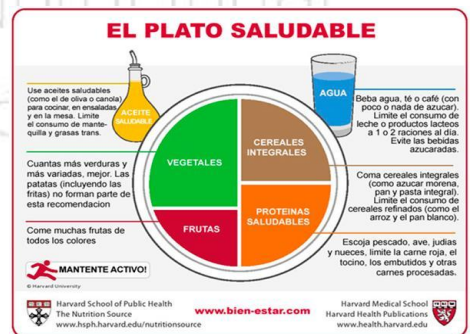 EL PLATO SALUDABLE
Use aceites saludables
(como el de oliva o canola)
para cocinar, en ensaladas,
y en la mesa. Limite
el consumo de mante-
quilla y grasas trans.
ACEITE
SALUDABLE
AGUA
Beba agua, té o café (con
poco o nada de azucar).
Limite el consumo de
leche o productos lacteos
a 1 o 2 raciones al dia.
Evite las bebidas
azucaradas.
VEGETALES
CEREALES
INTEGRALES
Cuantas más verduras y
más variadas, mejor. Las
patatas (incluyendo las
fritas) no forman parte de
esta recomendacion
Coma cereales integrales
(como azucar morena,
pan y pasta integral).
Limite el consumo de
cereales refinados (como el
arroz y el pan blanco).
FRUTAS
PROTEINAS
SALUDABLES
Come muchas frutas de
todos los colores
Escoja pescado, ave, judias
y nueces, limite la carne roja, el
tocino, los embutidos y otras
carnes procesadas.
MANTENTE ACTIVO!
© Harvard University
Harvard School of Public Health
The Nutrition Source
www.hsph.harvard.edu/nutritionsource
www.bien-estar.com
Harvard Medical School
Harvard Health Publications
www.health.harvard.edu